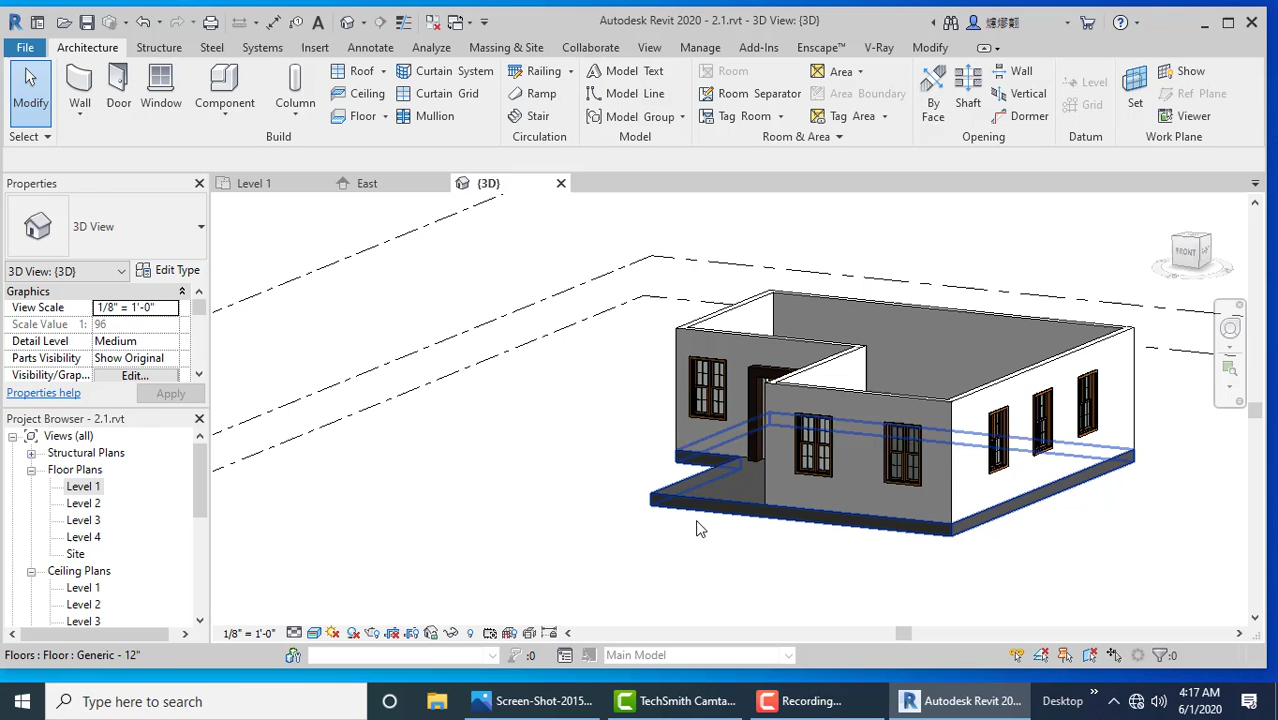 Autodesk Revit 2020 - 2.1.rvt - 3D View: {3D}
File Architecture Structure Steel Systems Insert Annotate Analyze Massing & Site Collaborate View Manage Add-Ins Enscape™ V-Ray Modify
Modify Wall Door Window Component Column
Roof Curtain System Railing Model Text Room Area By Face Shaft Wall Level Set Show
Ceiling Curtain Grid Ramp Model Line Room Separator Area Boundary Vertical Grid Ref Plane
Floor Mullion Stair Model Group Tag Room Tag Area Dormer Viewer
Select Build Circulation Model Room & Area Opening Datum Work Plane
Properties
Level 1 East {3D}
3D View
3D View: {3D} Edit Type
Graphics
View Scale 1/8" = 1'-0"
Scale Value 1: 96
Detail Level Medium
Parts Visibility Show Original
Visibility/Grap... Edit...
Properties help Apply
FRONT
Project Browser - 2.1.rvt
Views (all)
Structural Plans
Floor Plans
Level 1
Level 2
Level 3
Level 4
Site
Ceiling Plans
Level 1
Level 2
Level 3
1/8" = 1'-0"
Floors : Floor : Generic - 12" :0 Main Model :0
Type here to search Screen-Shot-2015... TechSmith Camta... Recording... Autodesk Revit 20... Desktop 4:17 AM
6/1/2020